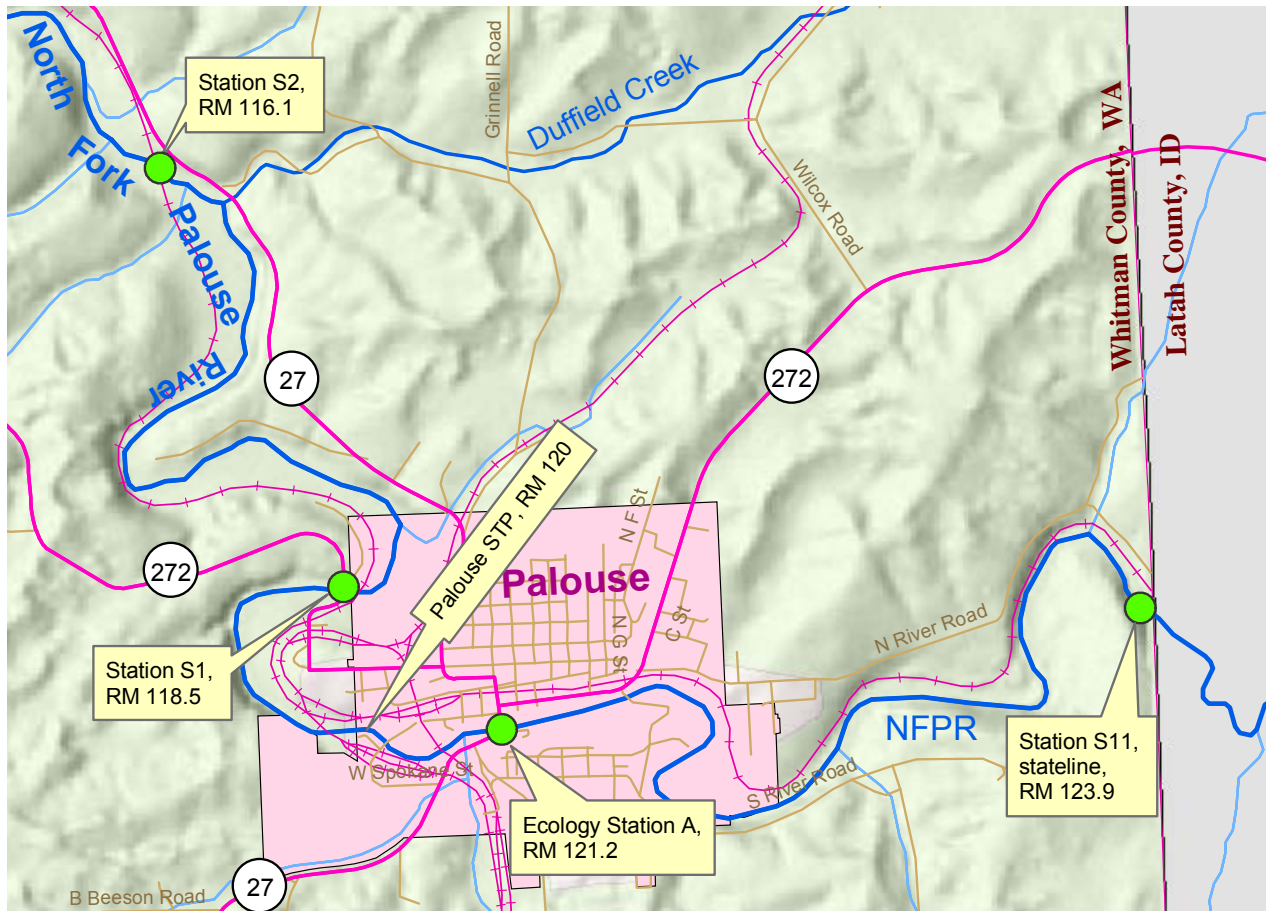 North
Fork
Palouse
River
Station S2,
RM 116.1
Grinnell Road
Duffield Creek
Wilcox Road
Whitman County, WA
Latah County, ID
27
272
272
Palouse STP, RM 120
N F St
Palouse
N G St
C St
N River Road
Station S1,
RM 118.5
NFPR
Station S11,
stateline,
RM 123.9
W Spokane St
S River Road
Ecology Station A,
RM 121.2
27
B Beeson Road